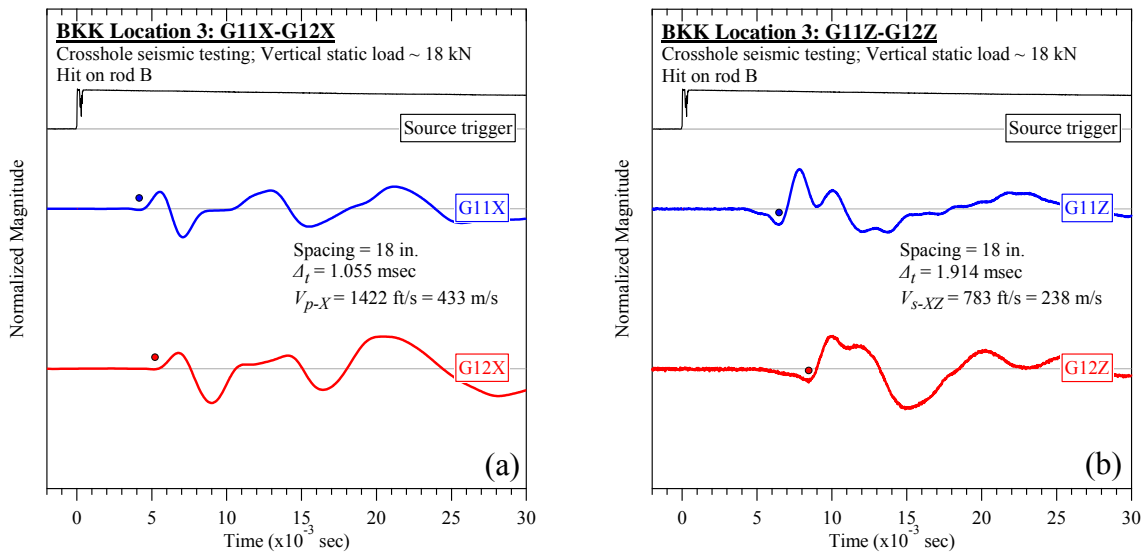 BKK Location 3: G11X-G12X
Crosshole seismic testing; Vertical static load ~ 18 kN
Hit on rod B
Source trigger
G11X
Spacing = 18 in.
Δt = 1.055 msec
Vp-X = 1422 ft/s = 433 m/s
G12X
(a)
Normalized Magnitude
0 5 10 15 20 25 30
Time (x10-3 sec)
BKK Location 3: G11Z-G12Z
Crosshole seismic testing; Vertical static load ~ 18 kN
Hit on rod B
Source trigger
G11Z
Spacing = 18 in.
Δt = 1.914 msec
Vs-XZ = 783 ft/s = 238 m/s
G12Z
(b)
Normalized Magnitude
0 5 10 15 20 25 30
Time (x10-3 sec)